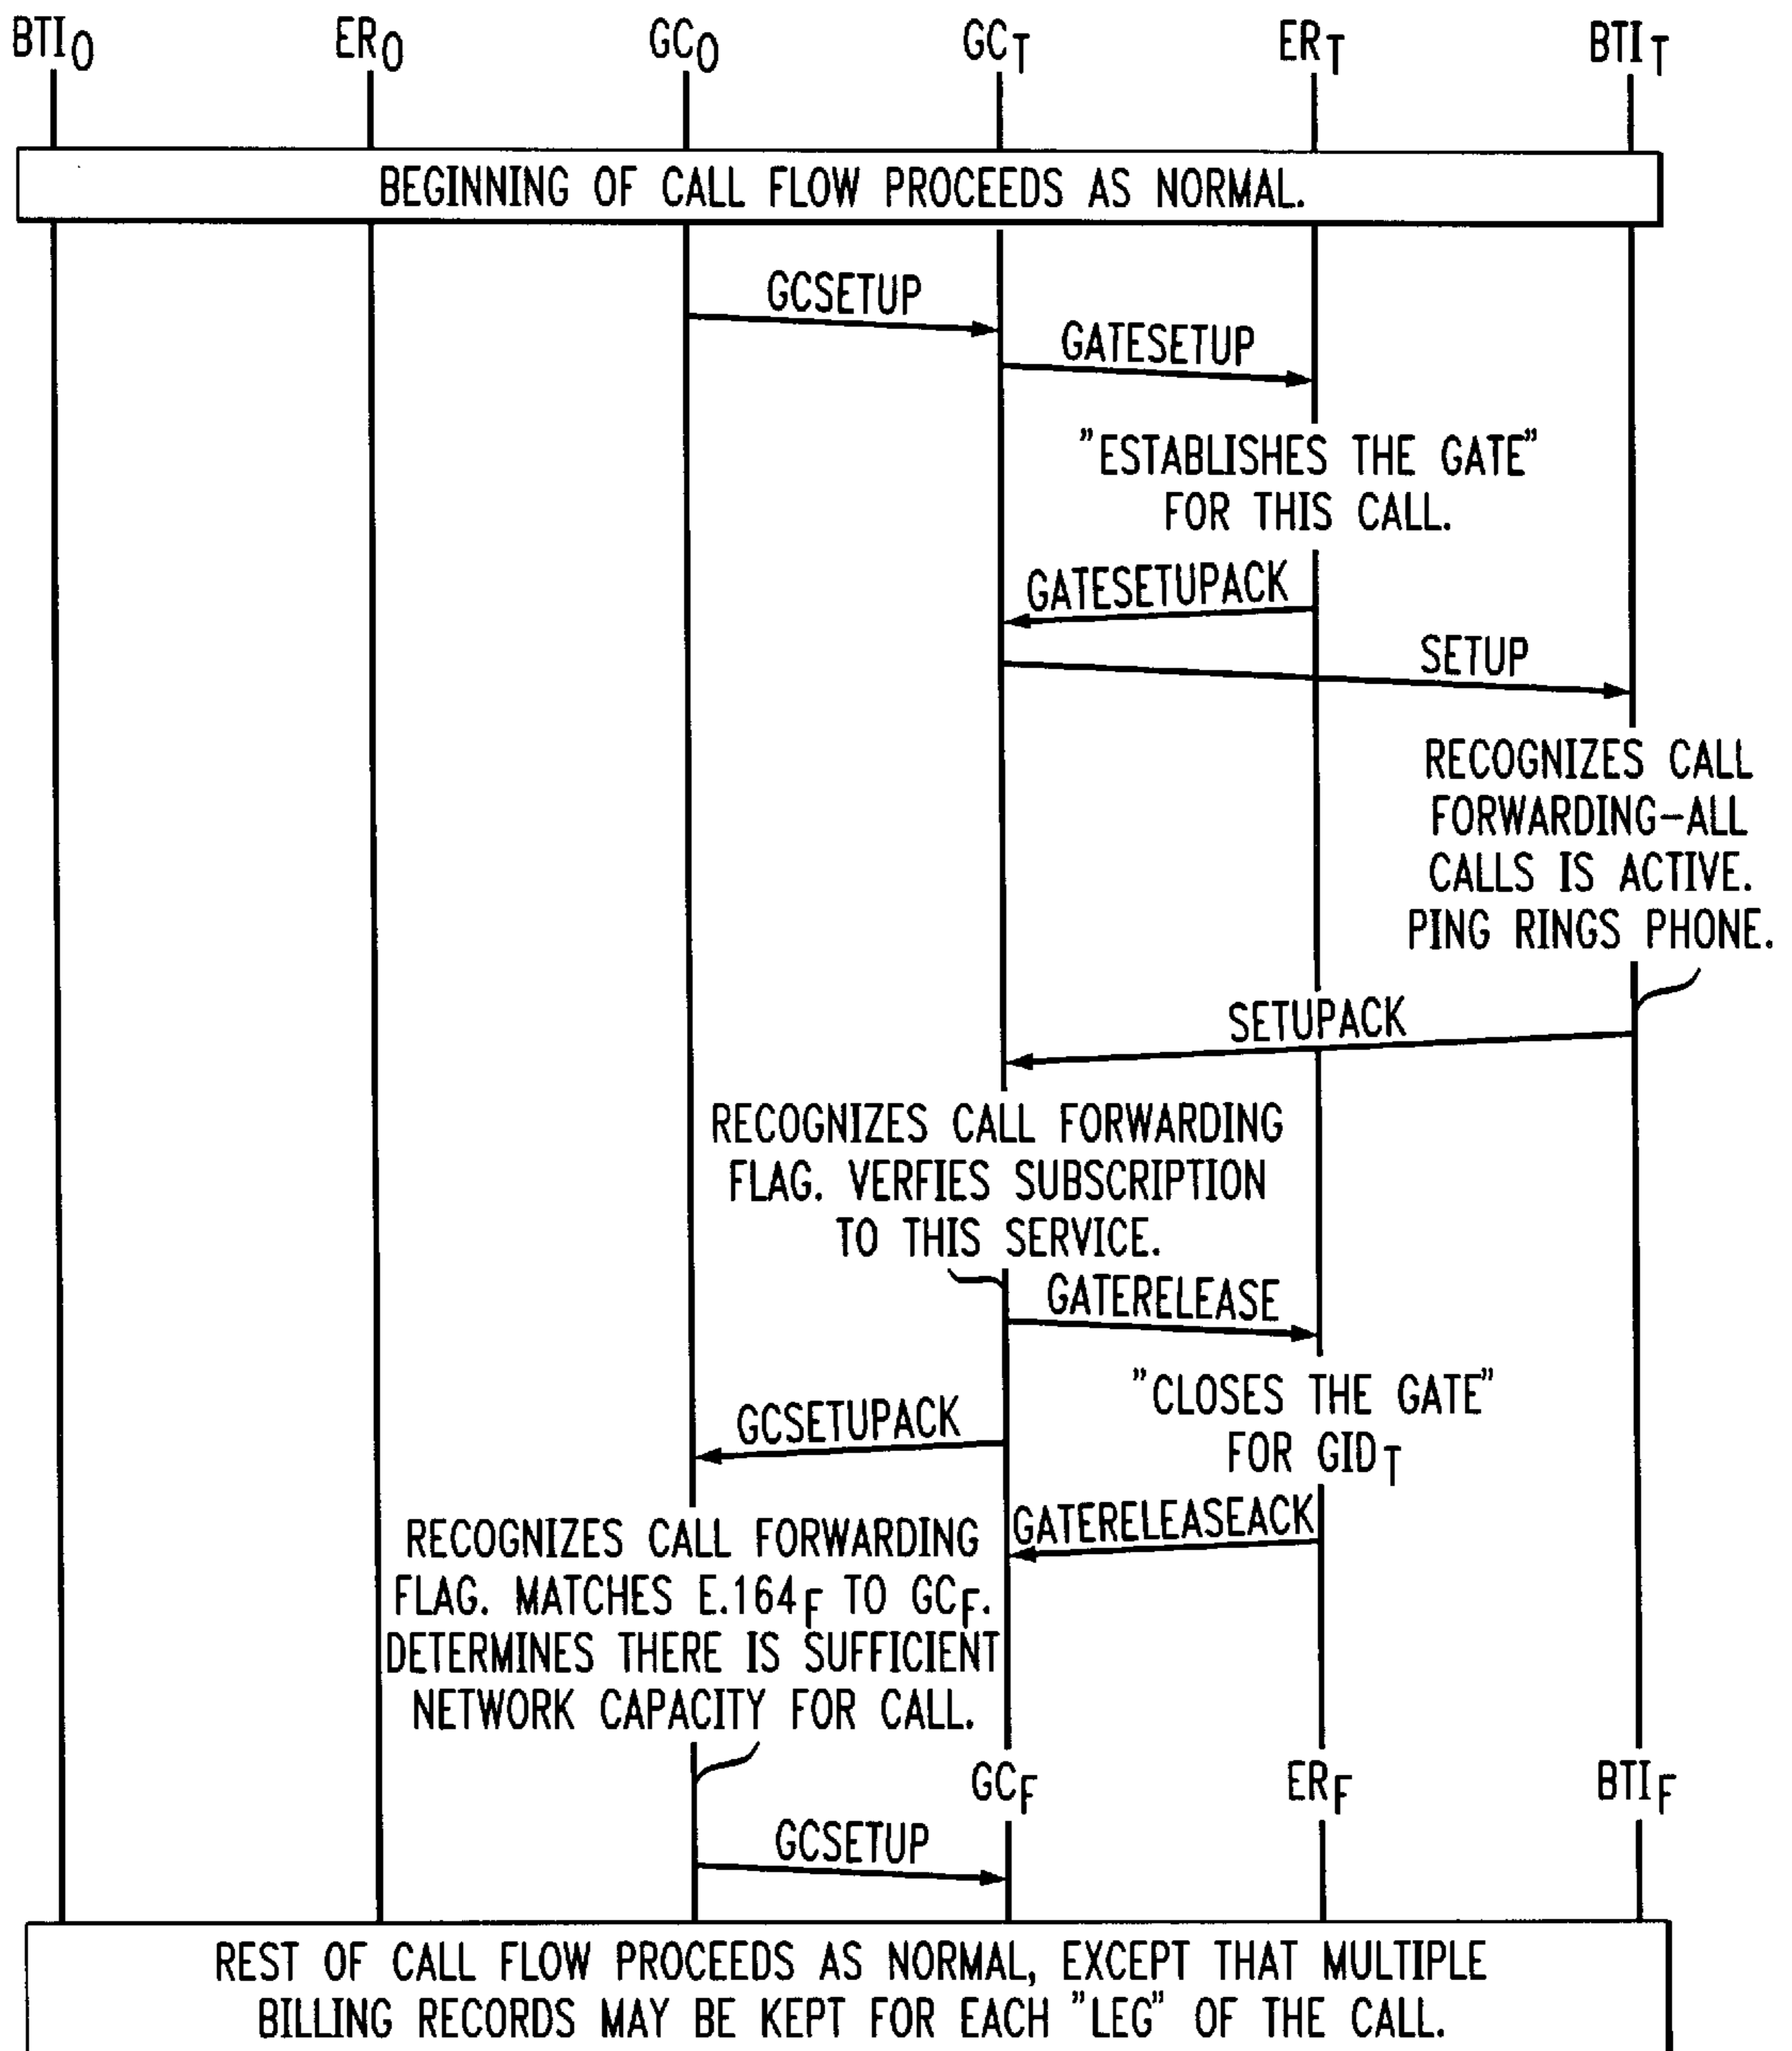 BTIO ERO GCO GCT ERT BTIT
BEGINNING OF CALL FLOW PROCEEDS AS NORMAL.
GCSETUP
GATESETUP
"ESTABLISHES THE GATE"
FOR THIS CALL.
GATESETUPACK
SETUP
RECOGNIZES CALL
FORWARDING-ALL
CALLS IS ACTIVE.
PING RINGS PHONE.
SETUPACK
RECOGNIZES CALL FORWARDING
FLAG. VERFIES SUBSCRIPTION
TO THIS SERVICE.
GATERELEASE
"CLOSES THE GATE"
FOR GIDT
GCSETUPACK
GATERELEASEACK
RECOGNIZES CALL FORWARDING
FLAG. MATCHES E.164F TO GCF.
DETERMINES THERE IS SUFFICIENT
NETWORK CAPACITY FOR CALL.
GCF ERF BTIF
GCSETUP
REST OF CALL FLOW PROCEEDS AS NORMAL, EXCEPT THAT MULTIPLE
BILLING RECORDS MAY BE KEPT FOR EACH "LEG" OF THE CALL.